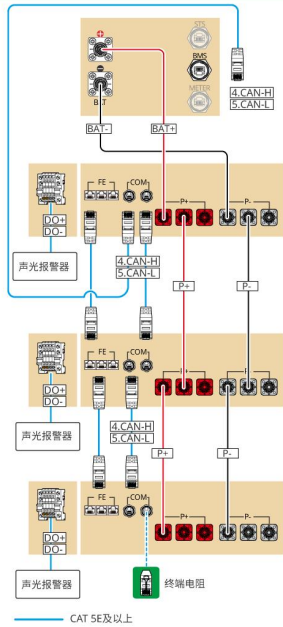 STS
BMS
METER
BAT
4.CAN-H
5.CAN-L
BAT-
BAT+
FE
COM
P+
P-
DO+
DO-
声光报警器
4.CAN-H
5.CAN-L
P+
P-
FE
COM
P+
DO+
DO-
声光报警器
4.CAN-H
5.CAN-L
P+
P-
FE
COM
P+
P-
DO+
DO-
声光报警器
终端电阻
CAT 5E及以上